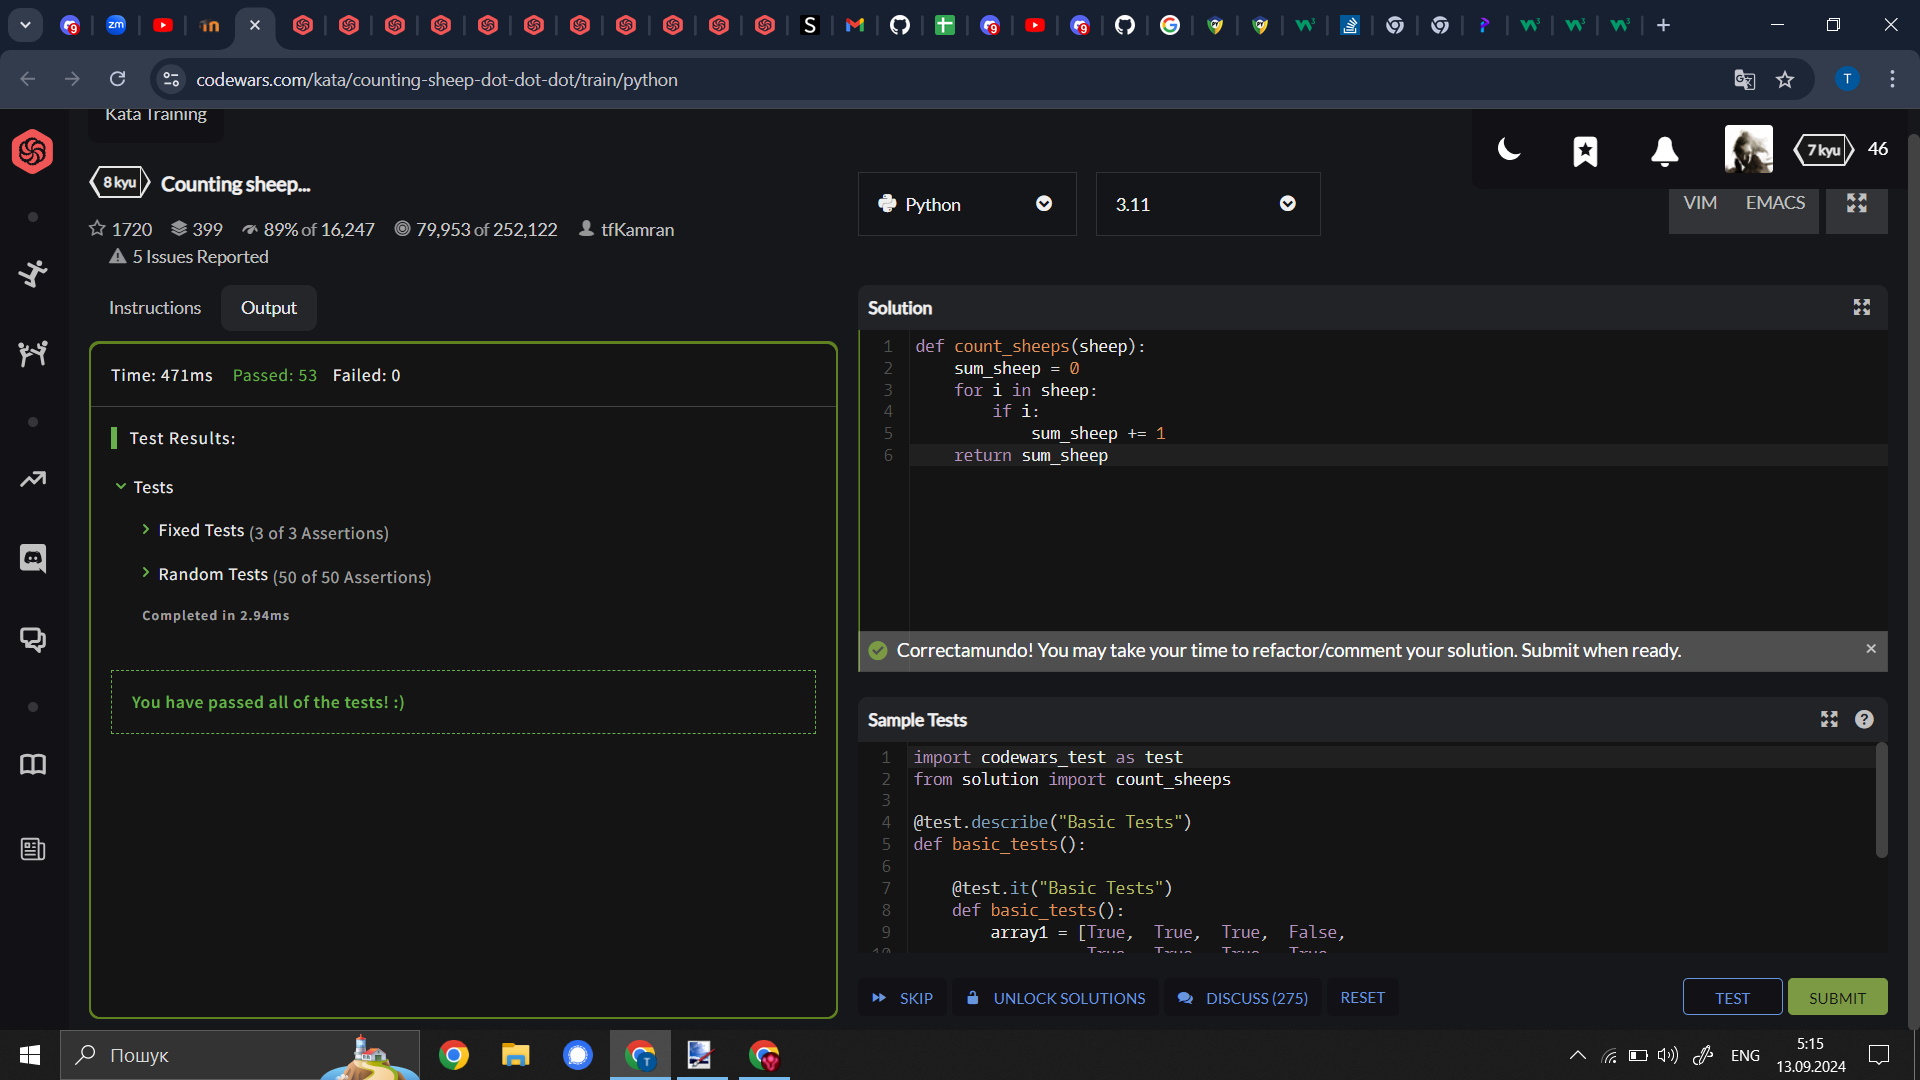 codewars.com/kata/counting-sheep-dot-dot-dot/train/python
T
Kata Training
7 kyu
46
8 kyu
Counting sheep...
Python
3.11
VIM
EMACS
1720
399
89% of 16,247
79,953 of 252,122
tfKamran
5 Issues Reported
Instructions
Output
Time: 471ms
Passed: 53
Failed: 0
Test Results:
Tests
Fixed Tests (3 of 3 Assertions)
Random Tests (50 of 50 Assertions)
Completed in 2.94ms
You have passed all of the tests! :)
Solution
1 def count_sheeps(sheep):
2 sum_sheep = 0
3 for i in sheep:
4 if i:
5 sum_sheep += 1
6 return sum_sheep
Correctamundo! You may take your time to refactor/comment your solution. Submit when ready.
Sample Tests
1 import codewars_test as test
2 from solution import count_sheeps
3
4 @test.describe("Basic Tests")
5 def basic_tests():
6
7 @test.it("Basic Tests")
8 def basic_tests():
9 array1 = [True, True, True, False,
10 True, True, True, True
SKIP
UNLOCK SOLUTIONS
DISCUSS (275)
RESET
TEST
SUBMIT
Пошук
ENG
5:15
13.09.2024